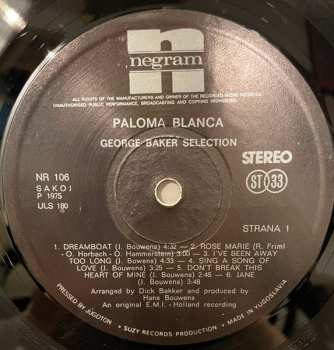 n
negram
ALL RIGHTS OF THE MANUFACTURERS AND OWNER OF THE RECORDED WORK RESERVED
UNAUTHORISED PUBLIC PERFORMANCE, BROADCASTING AND COPYING PROHIBITED
PALOMA BLANCA
GEORGE BAKER SELECTION
NR 106
SAKOJ
P 1975
ULS 180
STEREO
ST 33
STRANA 1
1. DREAMBOAT (J. Bouwens) 4:32 — 2. ROSE MARIE (R. Friml
- O. Horbach - O. Hammerstein) 3:00 - 3. I'VE BEEN AWAY
TOO LONG (J. Bouwens) 4:22 — 4. SING A SONG OF
LOVE (J. Bouwens) 3:25 — 5. DON'T BREAK THIS
HEART OF MINE (J. Bouwens) 4:22 — 6. JANE
(J. Bouwens) 3:48
Arranged by Dick Bakker and produced by
Hans Bouwens
An original E.M.I. - Holland recording
PRESSED BY JUGOTON • SUZY RECORDS PRODUCTION • MADE IN YUGOSLAVIA